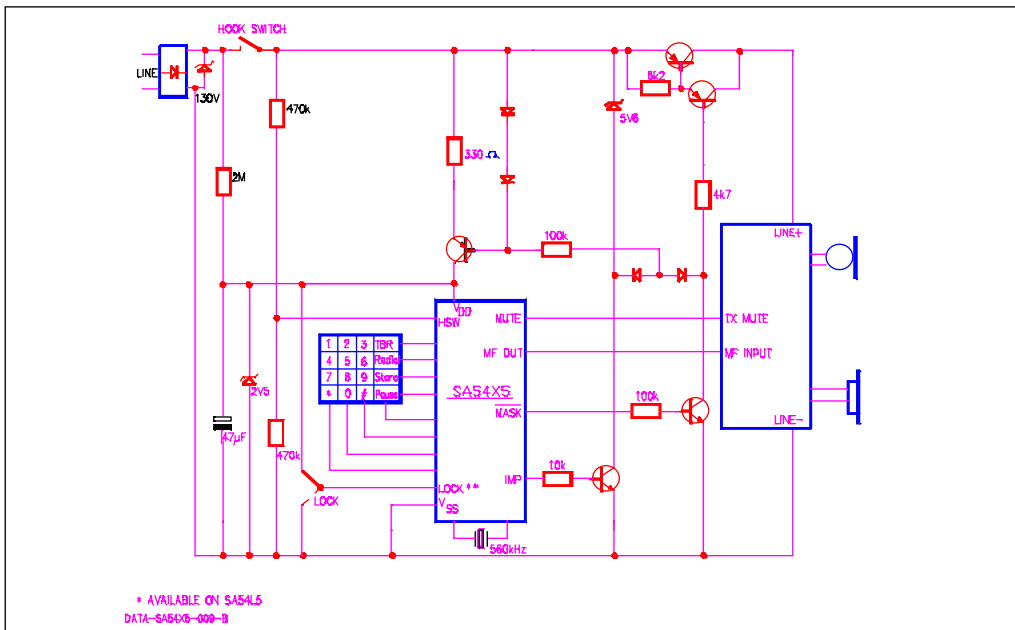 HOOK SWITCH
LINE
130V
470k
8k2
5V6
330 Ω
2M
4k7
100k
LINE+
VDD
HSW
MUTE
TX MUTE
1 2 3 TBR
4 5 6 Radio
7 8 9 Store
* 0 # Pause
MF OUT
MF INPUT
SA54X5
2V5
100k
MASK
LINE-
47µF
470k
10k
IMP
LOCK **
LOCK
VSS
560kHz
* AVAILABLE ON SA54L5
DATA-SA54X5-009-B